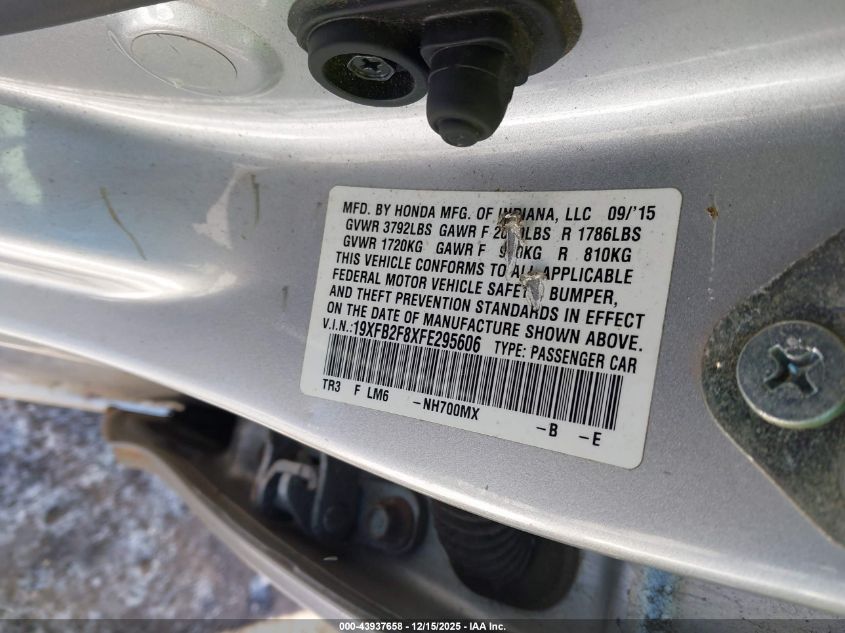 MFD. BY HONDA MFG. OF INDIANA, LLC 09/'15
GVWR 3792LBS GAWR F LBS R 1786LBS
GVWR 1720KG GAWR F KG R 810KG
THIS VEHICLE CONFORMS TO ALL APPLICABLE
FEDERAL MOTOR VEHICLE SAFETY, BUMPER,
AND THEFT PREVENTION STANDARDS IN EFFECT
ON THE DATE OF MANUFACTURE SHOWN ABOVE.
V.I.N.:19XFB2F8XFE295606 TYPE: PASSENGER CAR
TR3 F LM6 -NH700MX -B -E
000-43937658 - 12/15/2025 - IAA Inc.